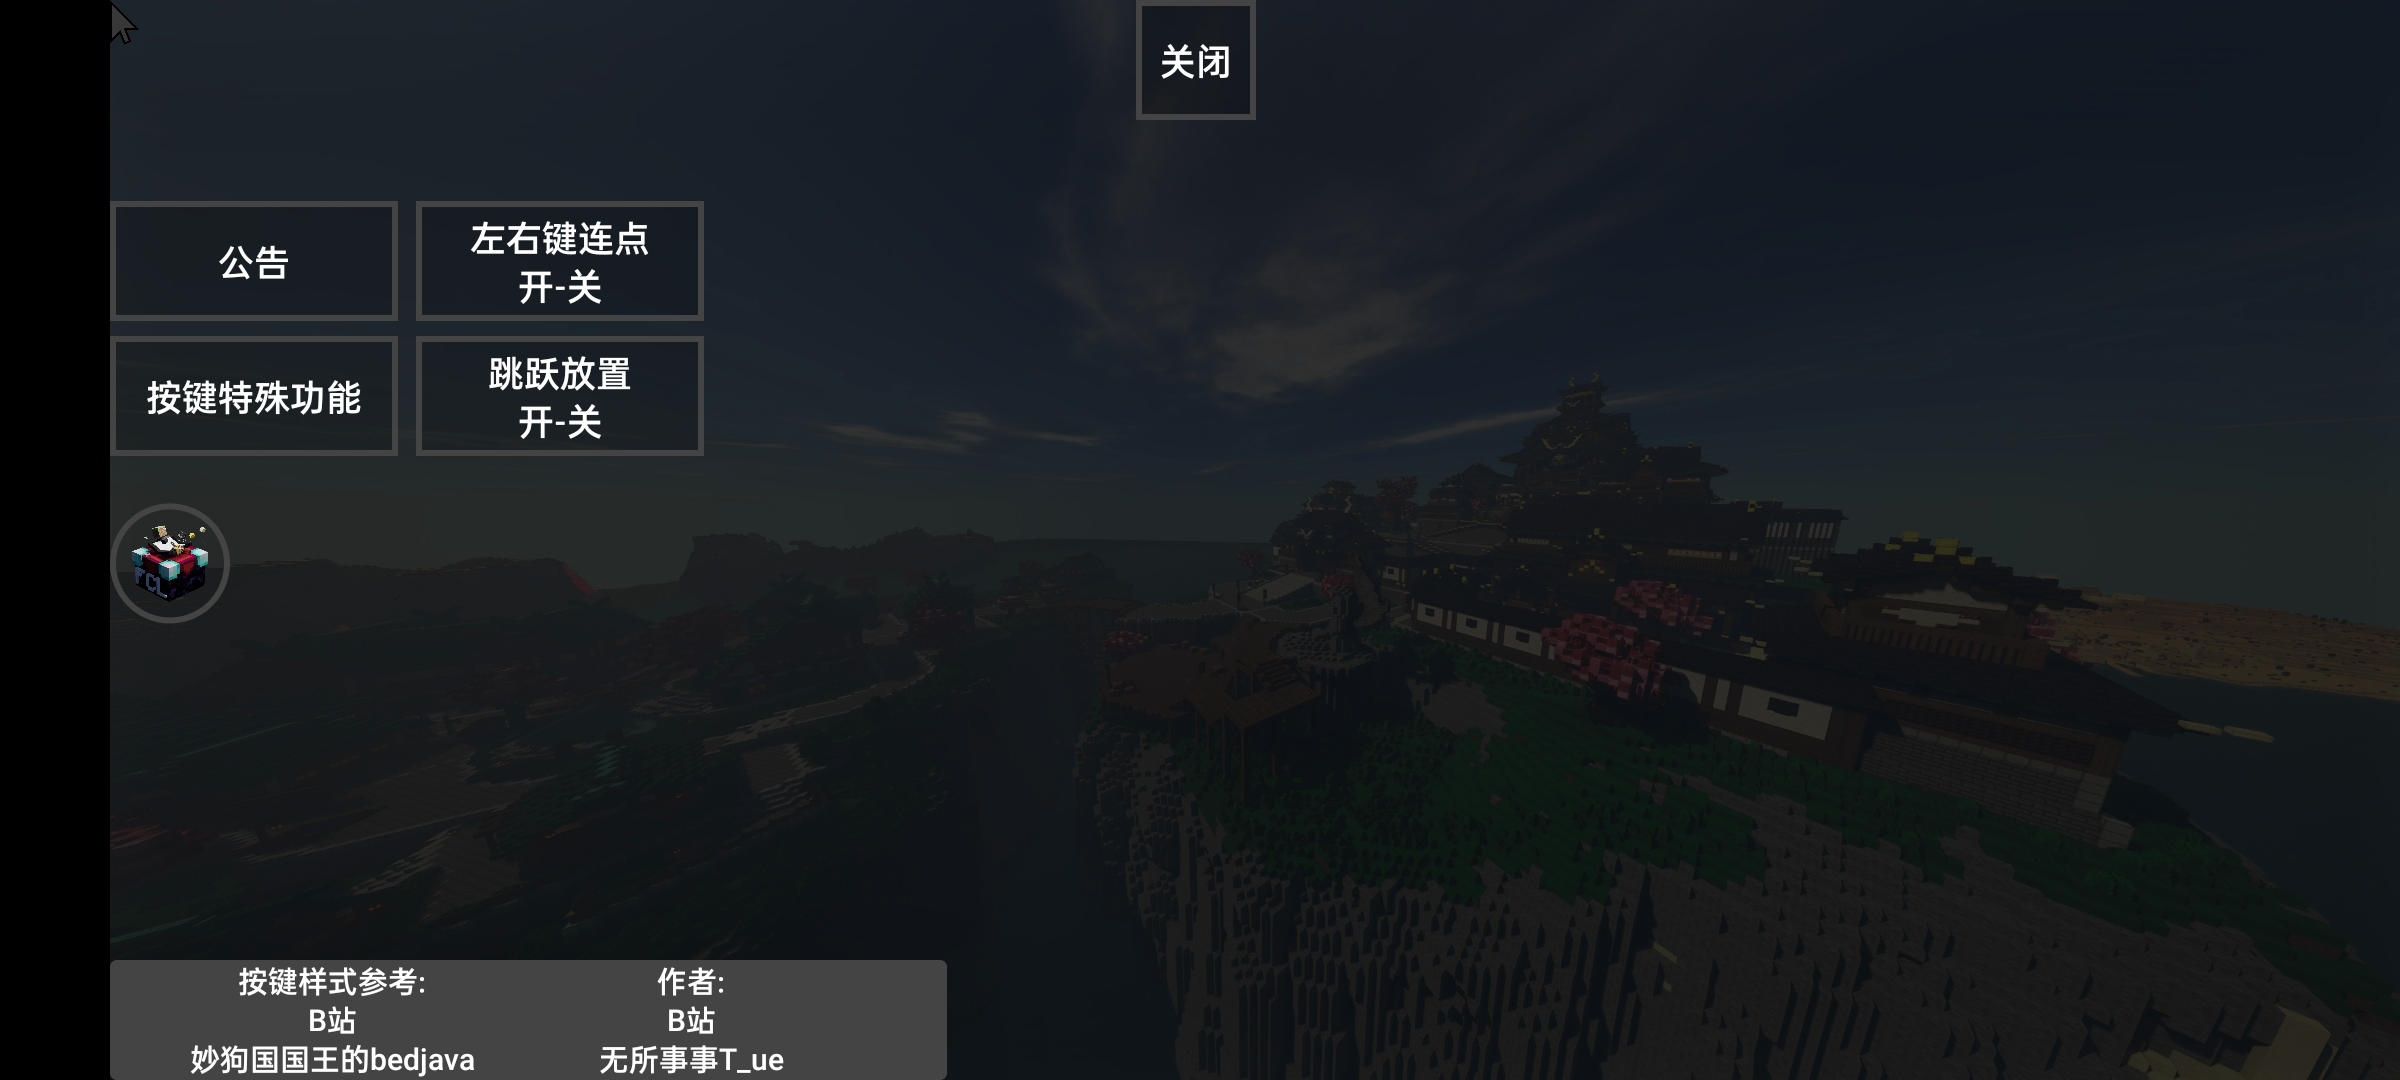 关闭
公告
左右键连点
开-关
按键特殊功能
跳跃放置
开-关
FCL
按键样式参考:
B站
妙狗国国王的bedjava
作者:
B站
无所事事T_ue